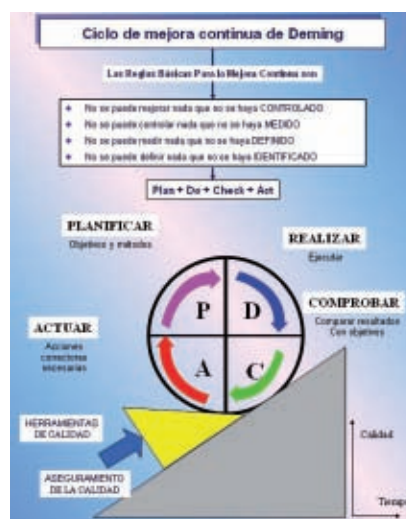 Ciclo de mejora continua de Deming
Las Reglas Básicas Para la Mejora Continua son
No se puede mejorar nada que no se haya CONTROLADO
No se puede controlar nada que no se haya MEDIDO
No se puede medir nada que no se haya DEFINIDO
No se puede definir nada que no se haya IDENTIFICADO
Plan + Do + Check + Act
PLANIFICAR
Objetivos y métodos
REALIZAR
Ejecutar
P
D
COMPROBAR
Comparar resultados
Con objetivos
ACTUAR
Acciones
correctoras
necesarias
A
C
HERRAMIENTAS
DE CALIDAD
ASEGURAMIENTO
DE LA CALIDAD
Calidad
Tiempo